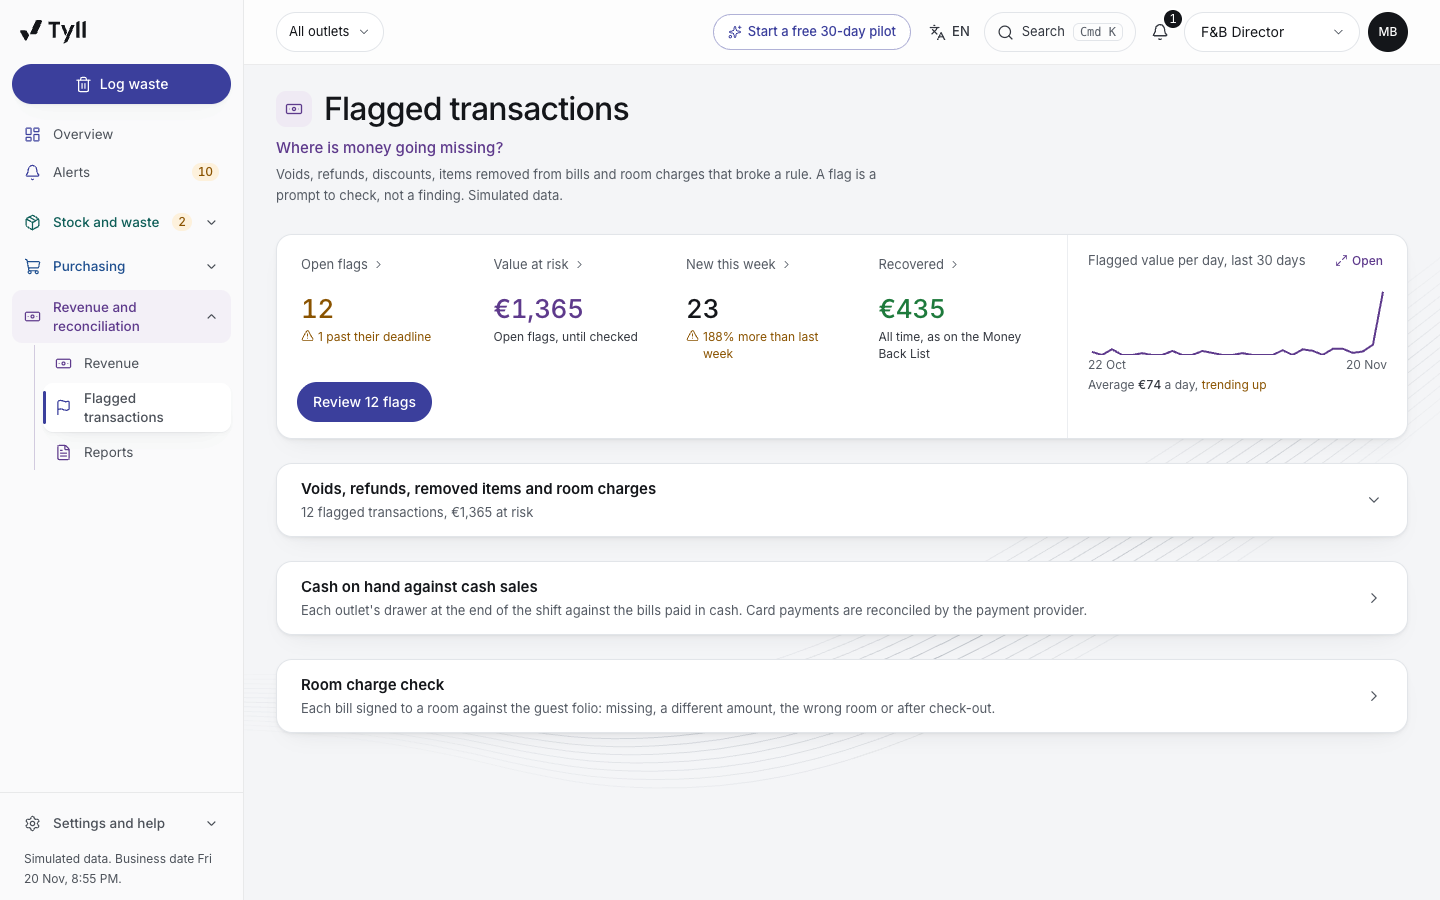 Tyll
All outlets
Start a free 30-day pilot
EN
Search
Cmd K
1
F&B Director
MB
Log waste
Overview
Alerts
10
Stock and waste
2
Purchasing
Revenue and
reconciliation
Revenue
Flagged
transactions
Reports
Settings and help
Simulated data. Business date Fri
20 Nov, 8:55 PM.
Flagged transactions
Where is money going missing?
Voids, refunds, discounts, items removed from bills and room charges that broke a rule. A flag is a
prompt to check, not a finding. Simulated data.
Open flags
12
1 past their deadline
Value at risk
€1,365
Open flags, until checked
New this week
23
188% more than last
week
Recovered
€435
All time, as on the Money
Back List
Review 12 flags
Flagged value per day, last 30 days
Open
22 Oct
20 Nov
Average €74 a day, trending up
Voids, refunds, removed items and room charges
12 flagged transactions, €1,365 at risk
Cash on hand against cash sales
Each outlet's drawer at the end of the shift against the bills paid in cash. Card payments are reconciled by the payment provider.
Room charge check
Each bill signed to a room against the guest folio: missing, a different amount, the wrong room or after check-out.